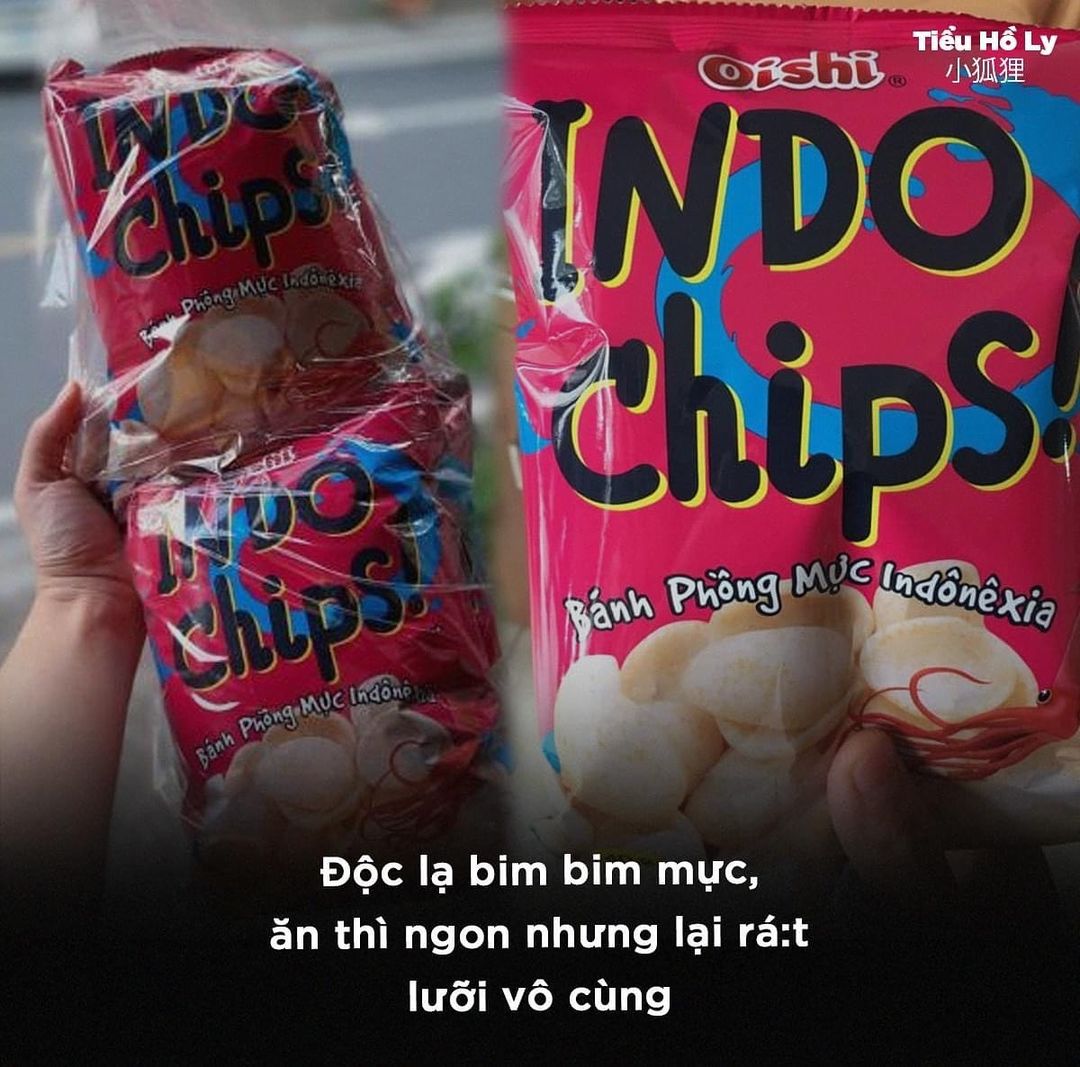 Tiểu Hồ Ly
小狐狸
INDO
Chips!
Bánh Phồng Mực Indônêxia
INDO
Chips!
Bánh Phồng Mực Indônêxia
Oishi®
INDO
Chips!
Bánh Phồng Mực Indônêxia
Độc lạ bim bim mực,
ăn thì ngon nhưng lại rá:t
lưỡi vô cùng